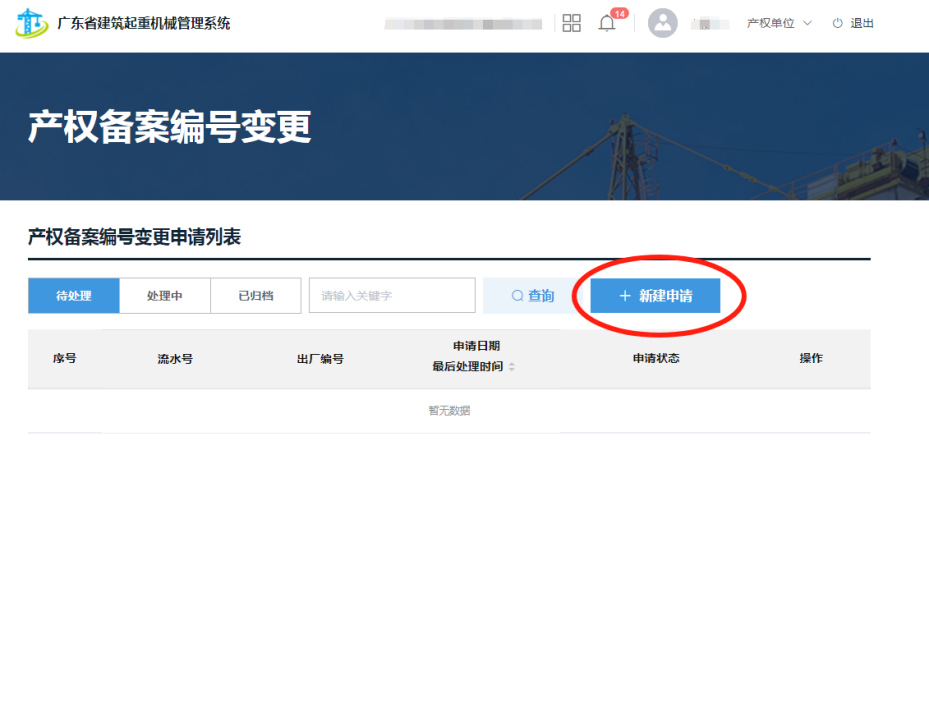 广东省建筑起重机械管理系统 14 产权单位 退出
产权备案编号变更
产权备案编号变更申请列表
待处理 处理中 已归档 请输入关键字 查询 + 新建申请
序号 流水号 出厂编号 申请日期 申请状态 操作
最后处理时间
暂无数据